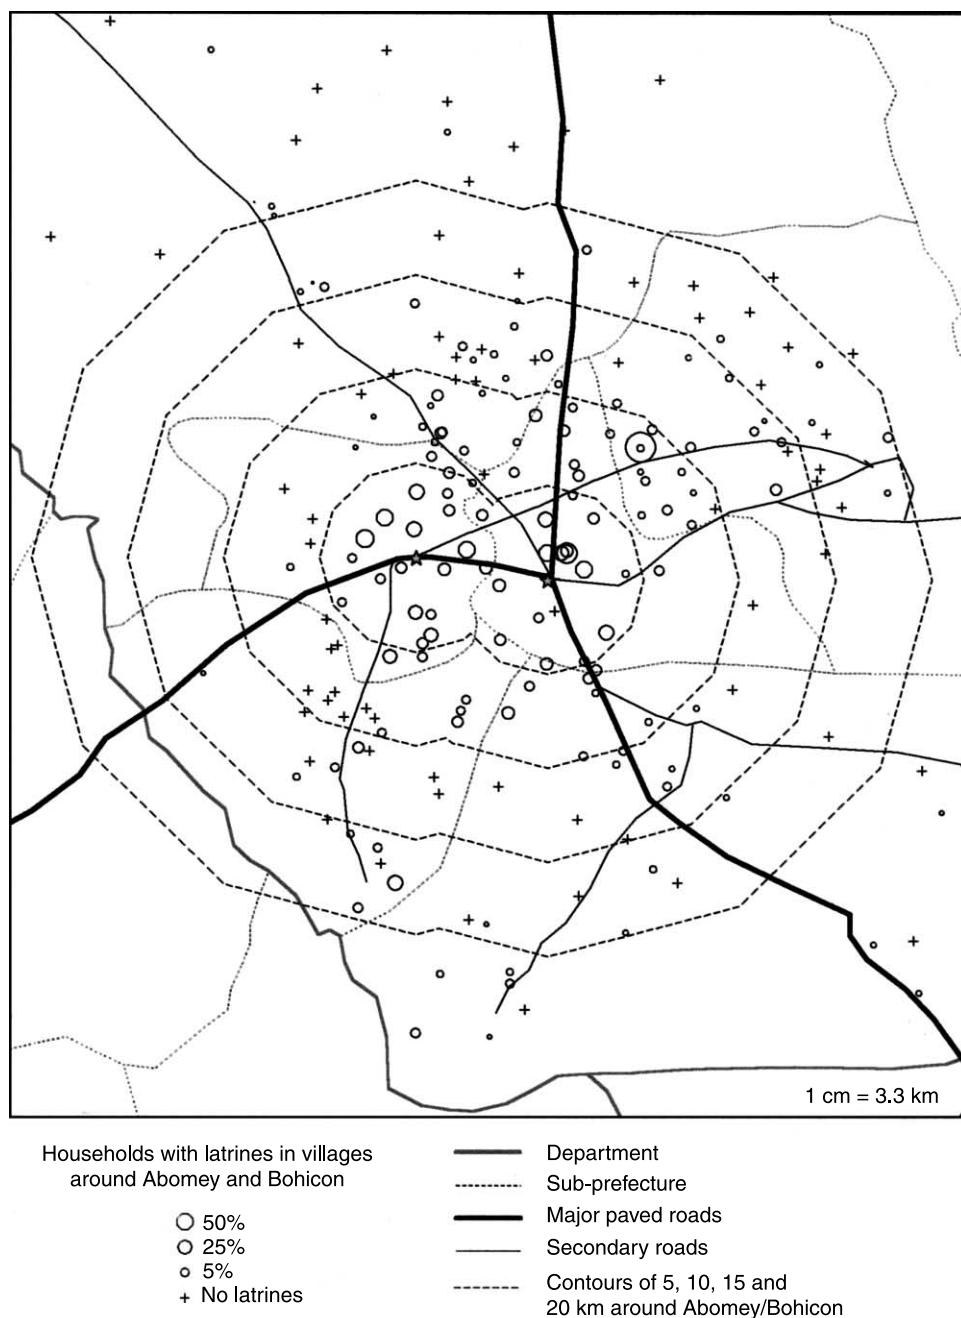 1 cm = 3.3 km
Households with latrines in villages
around Abomey and Bohicon
50%
25%
5%
No latrines
Department
Sub-prefecture
Major paved roads
Secondary roads
Contours of 5, 10, 15 and
20 km around Abomey/Bohicon